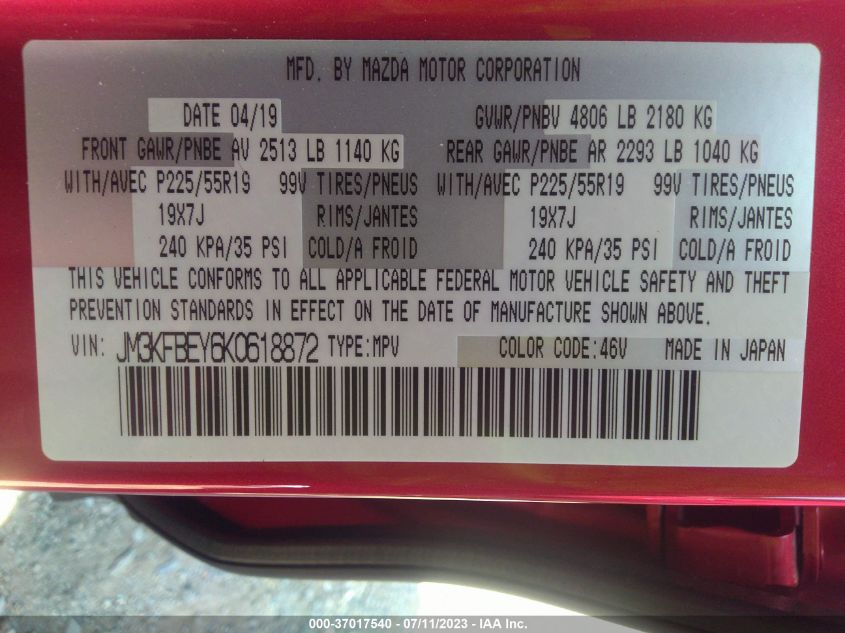 MFD. BY MAZDA MOTOR CORPORATION
DATE 04/19 GVWR/PNBV 4806 LB 2180 KG
FRONT GAWR/PNBE AV 2513 LB 1140 KG REAR GAWR/PNBE AR 2293 LB 1040 KG
WITH/AVEC P225/55R19 99V TIRES/PNEUS WITH/AVEC P225/55R19 99V TIRES/PNEUS
19X7J RIMS/JANTES 19X7J RIMS/JANTES
240 KPA/35 PSI COLD/A FROID 240 KPA/35 PSI COLD/A FROID
THIS VEHICLE CONFORMS TO ALL APPLICABLE FEDERAL MOTOR VEHICLE SAFETY AND THEFT
PREVENTION STANDARDS IN EFFECT ON THE DATE OF MANUFACTURE SHOWN ABOVE.
VIN: JM3KFBEY6K0618872 TYPE:MPV COLOR CODE:46V MADE IN JAPAN
000-37017540 - 07/11/2023 - IAA Inc.